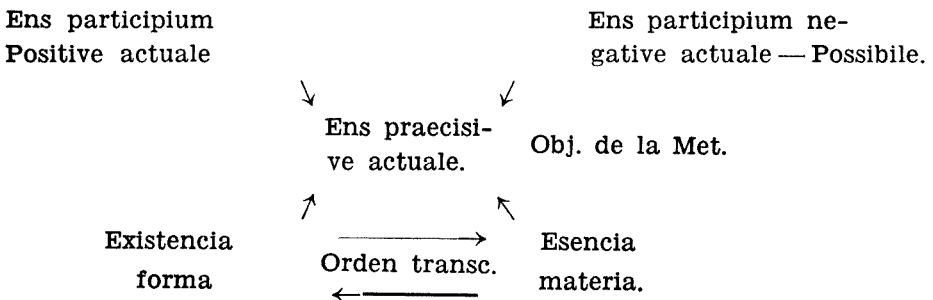 Ens participium
Positive actuale
Ens participium ne-
gative actuale — Possibile.
Ens praecisi-
ve actuale.
Obj. de la Met.
Existencia
forma
Orden transc.
Esencia
materia.